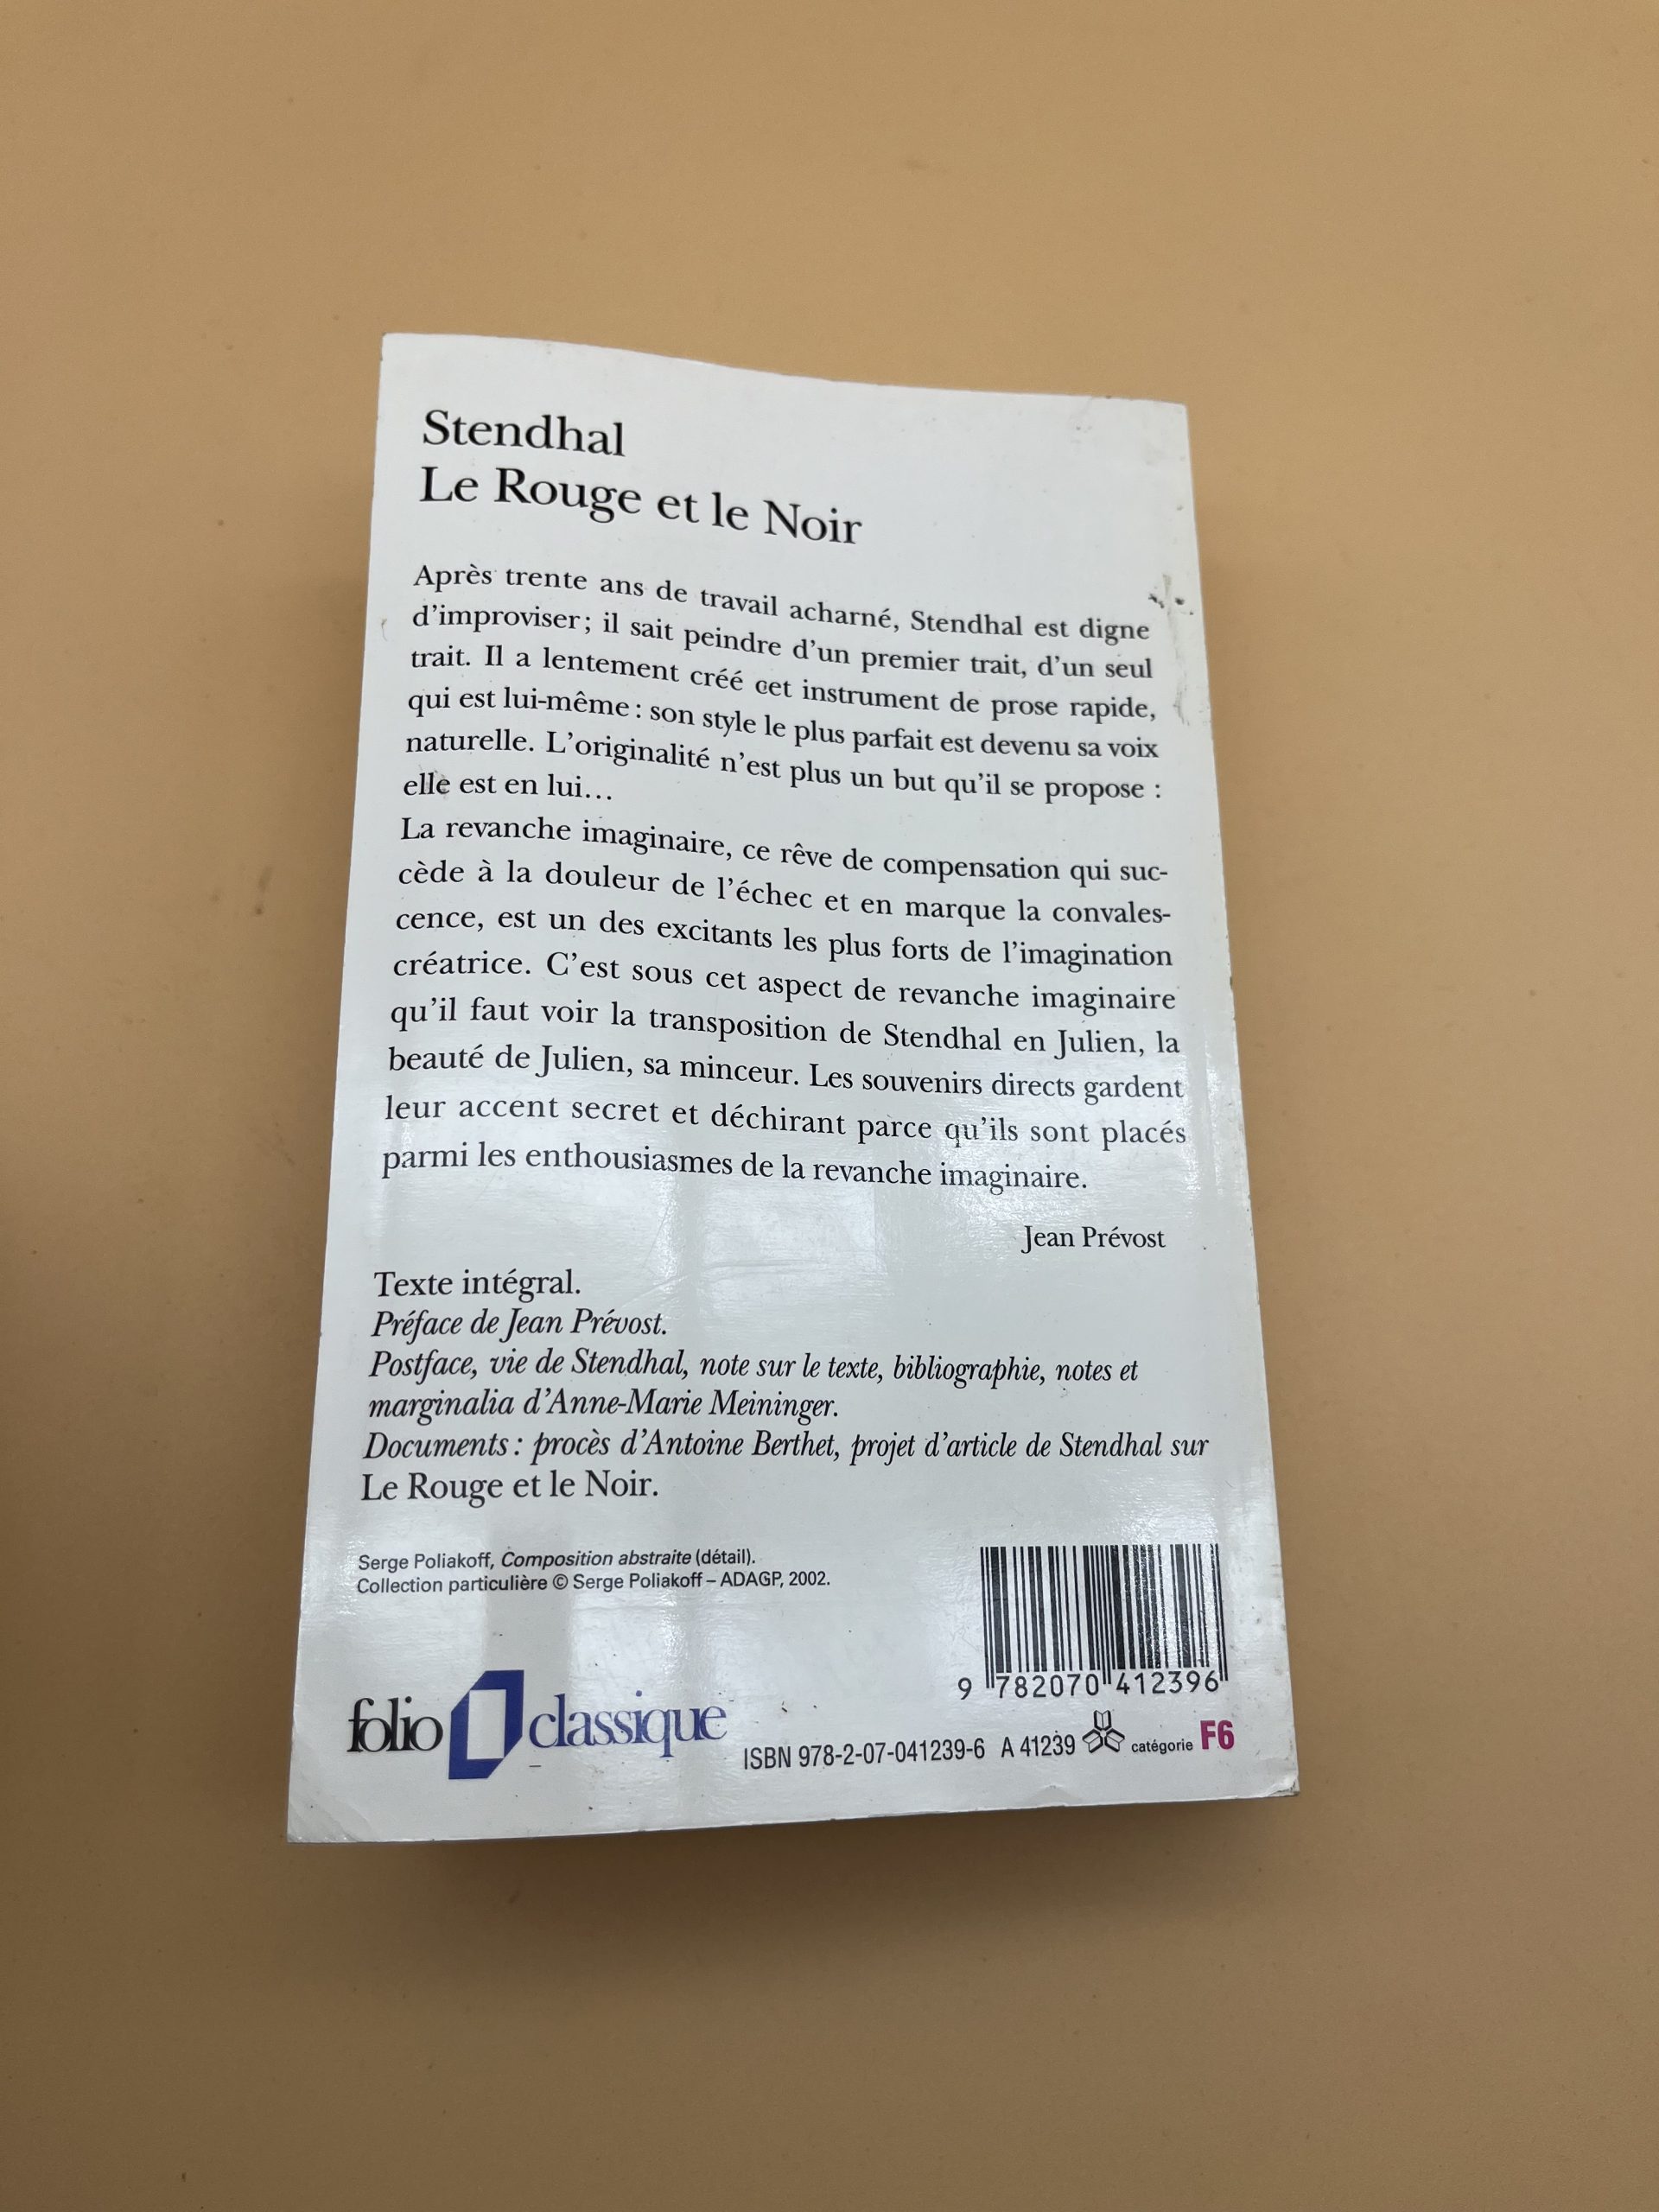 Stendhal
Le Rouge et le Noir
Après trente ans de travail acharné, Stendhal est digne
d'improviser ; il sait peindre d'un premier trait, d'un seul
trait. Il a lentement créé cet instrument de prose rapide,
qui est lui-même : son style le plus parfait est devenu sa voix
naturelle. L'originalité n'est plus un but qu'il se propose :
elle est en lui…
La revanche imaginaire, ce rêve de compensation qui suc-
cède à la douleur de l'échec et en marque la convales-
cence, est un des excitants les plus forts de l'imagination
créatrice. C'est sous cet aspect de revanche imaginaire
qu'il faut voir la transposition de Stendhal en Julien, la
beauté de Julien, sa minceur. Les souvenirs directs gardent
leur accent secret et déchirant parce qu'ils sont placés
parmi les enthousiasmes de la revanche imaginaire.
Jean Prévost
Texte intégral.
Préface de Jean Prévost.
Postface, vie de Stendhal, note sur le texte, bibliographie, notes et
marginalia d'Anne-Marie Meininger.
Documents : procès d'Antoine Berthet, projet d'article de Stendhal sur
Le Rouge et le Noir.
Serge Poliakoff, Composition abstraite (détail).
Collection particulière © Serge Poliakoff – ADAGP, 2002.
9 782070 412396
folio classique
ISBN 978-2-07-041239-6 A 41239 catégorie F6